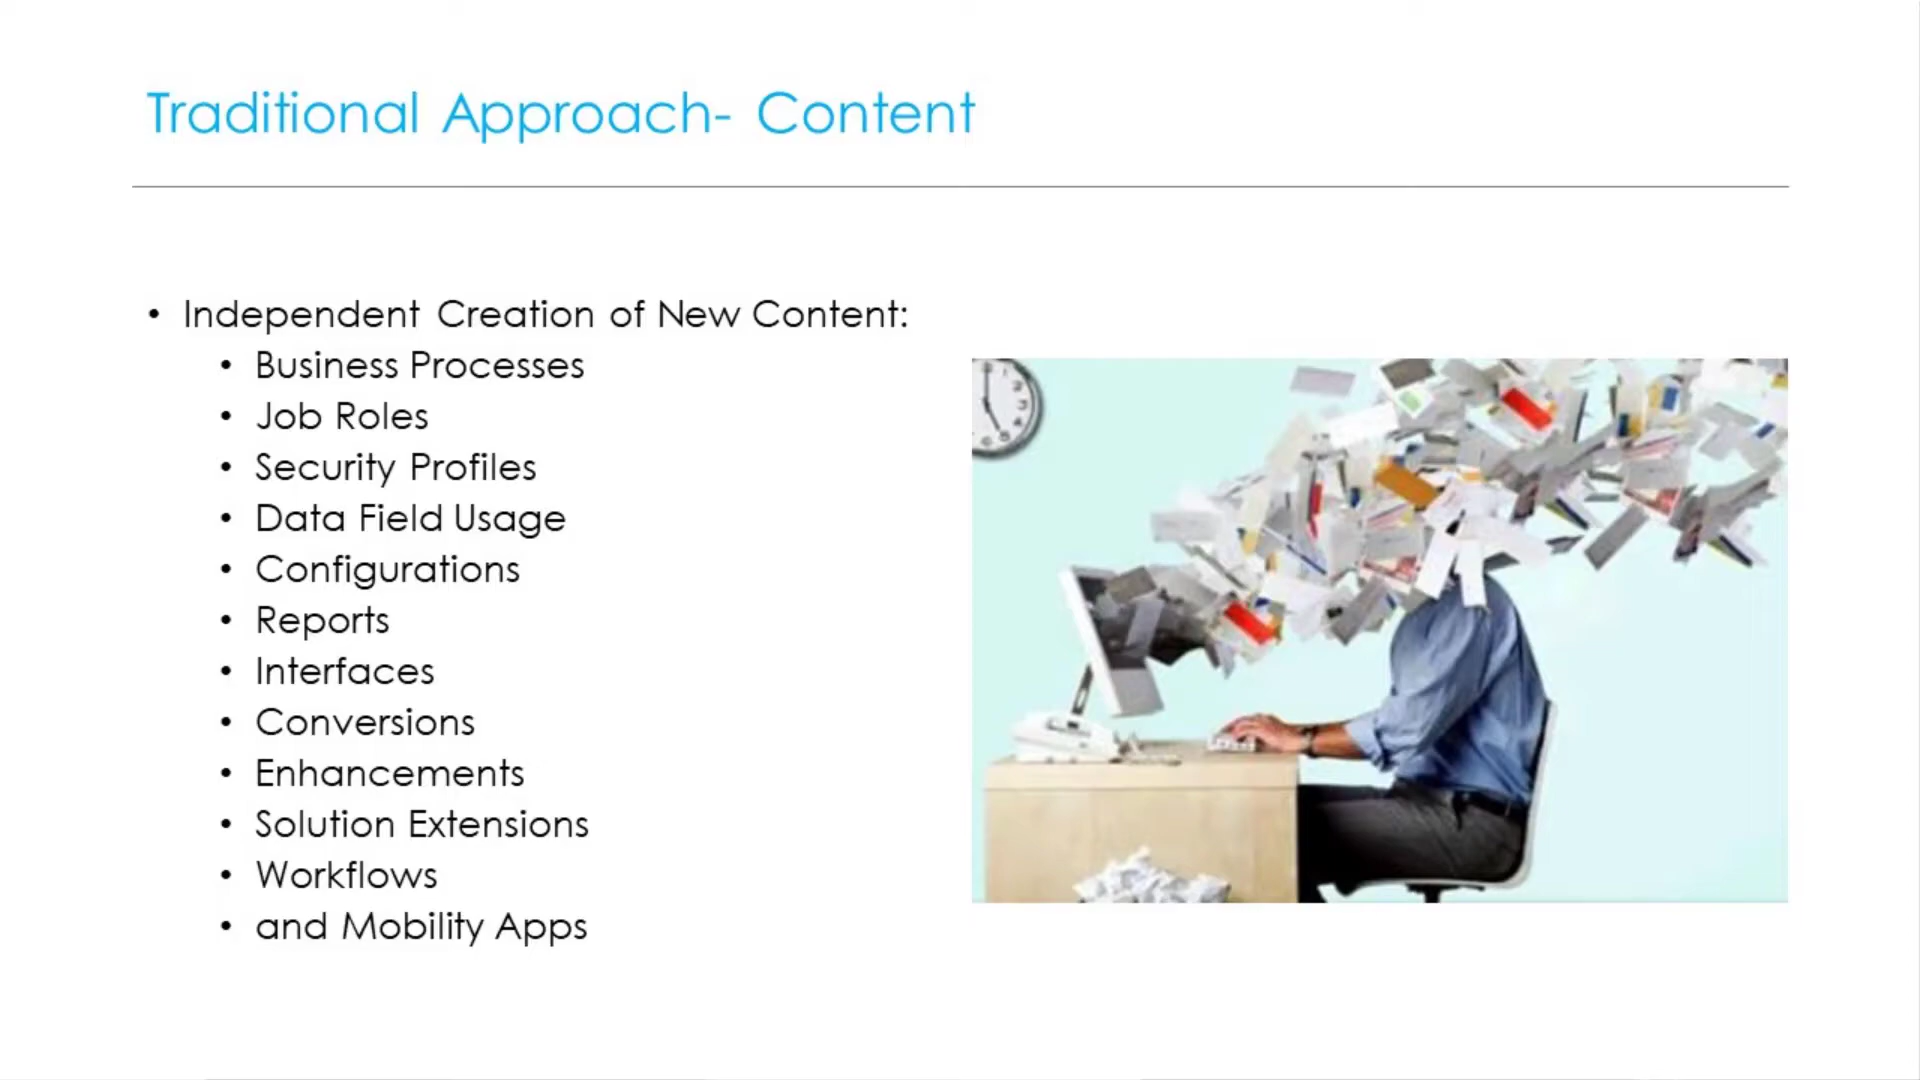 Traditional Approach- Content
• Independent Creation of New Content:
• Business Processes
• Job Roles
• Security Profiles
• Data Field Usage
• Configurations
• Reports
• Interfaces
• Conversions
• Enhancements
• Solution Extensions
• Workflows
• and Mobility Apps